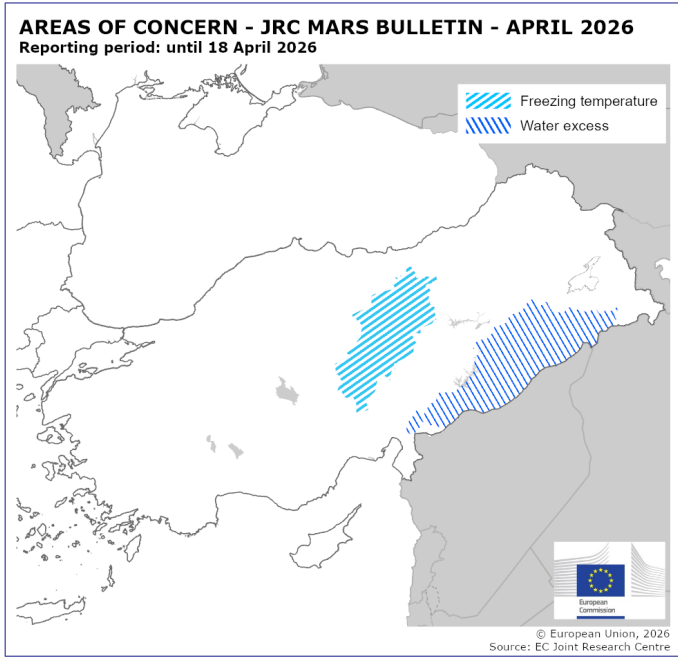 AREAS OF CONCERN - JRC MARS BULLETIN - APRIL 2026
Reporting period: until 18 April 2026
Freezing temperature
Water excess
European
Commission
© European Union, 2026
Source: EC Joint Research Centre